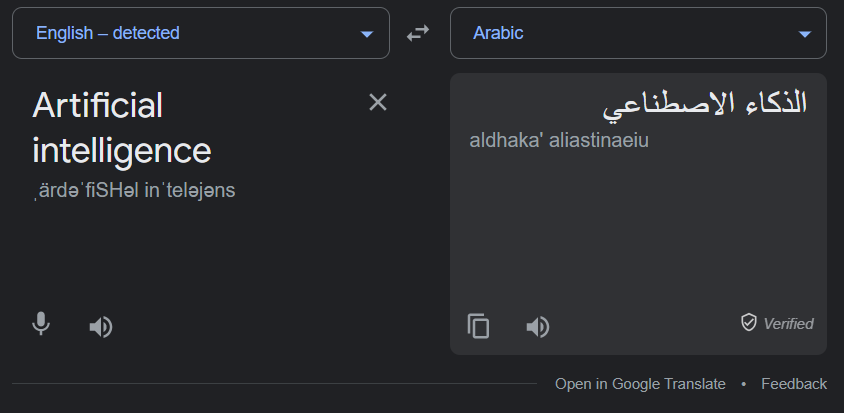 English – detected
Arabic
Artificial
intelligence
ˌärdəˈfiSHəl inˈteləjəns
الذكاء الاصطناعي
aldhaka' aliastinaeiu
Verified
Open in Google Translate • Feedback